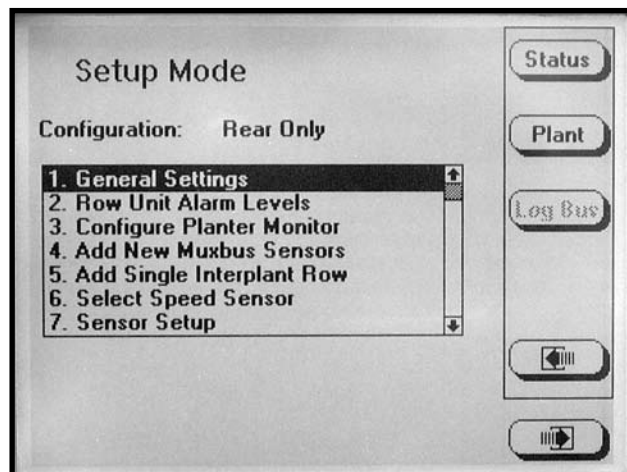 Setup Mode
Configuration: Rear Only
1. General Settings
2. Row Unit Alarm Levels
3. Configure Planter Monitor
4. Add New Muxbus Sensors
5. Add Single Interplant Row
6. Select Speed Sensor
7. Sensor Setup
Status
Plant
Log Bus